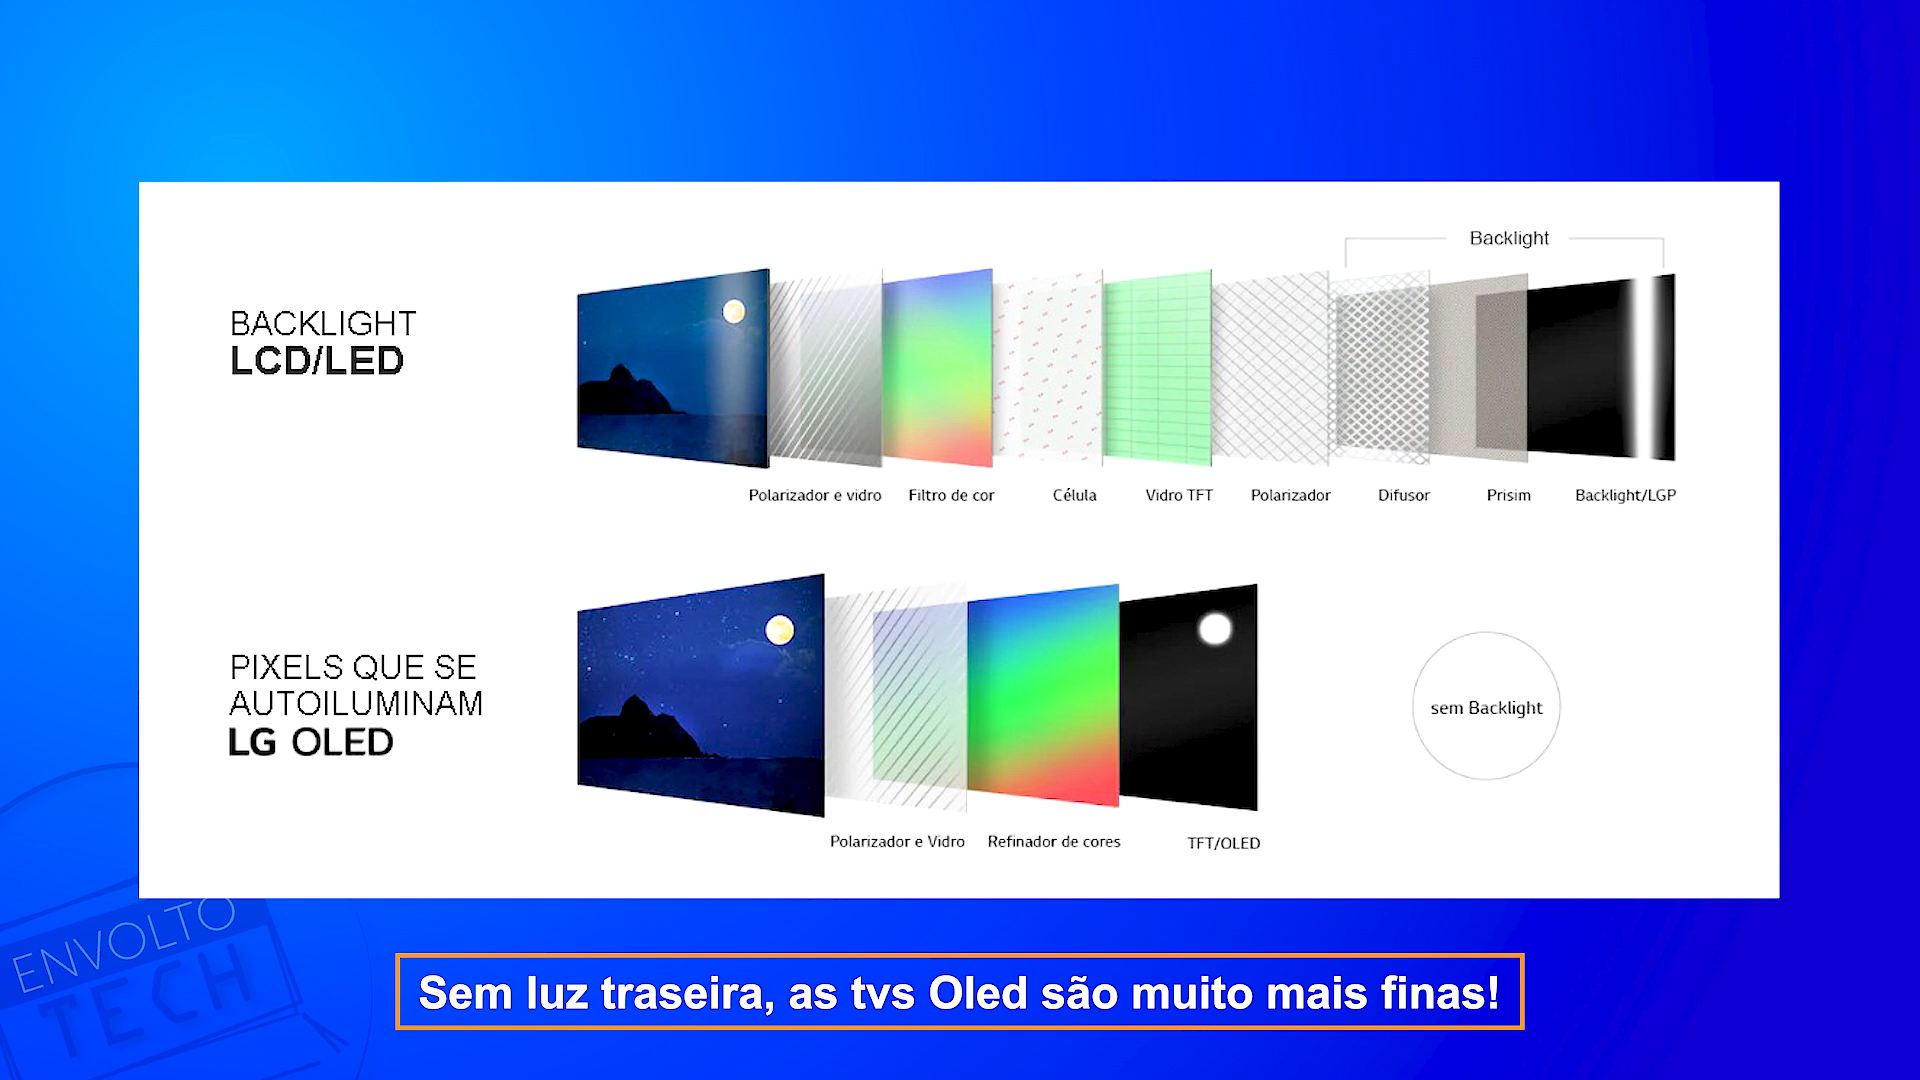 Backlight
BACKLIGHT
LCD/LED
Polarizador e vidro
Filtro de cor
Célula
Vidro TFT
Polarizador
Difusor
Prisim
Backlight/LGP
PIXELS QUE SE
AUTOILUMINAM
LG OLED
sem Backlight
Polarizador e Vidro
Refinador de cores
TFT/OLED
ENVOLTO
TECH
Sem luz traseira, as tvs Oled são muito mais finas!